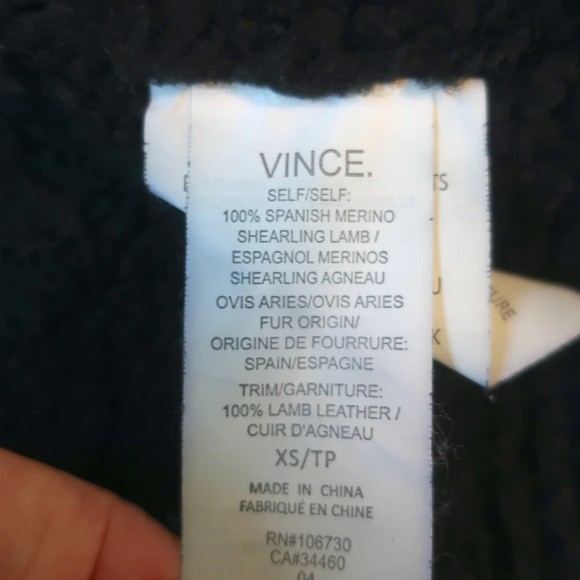 VINCE.
SELF/SELF:
100% SPANISH MERINO
SHEARLING LAMB /
ESPAGNOL MERINOS
SHEARLING AGNEAU
OVIS ARIES/OVIS ARIES
FUR ORIGIN/
ORIGINE DE FOURRURE:
SPAIN/ESPAGNE
TRIM/GARNITURE:
100% LAMB LEATHER /
CUIR D'AGNEAU
XS/TP
MADE IN CHINA
FABRIQUÉ EN CHINE
RN#106730
CA#34460
04